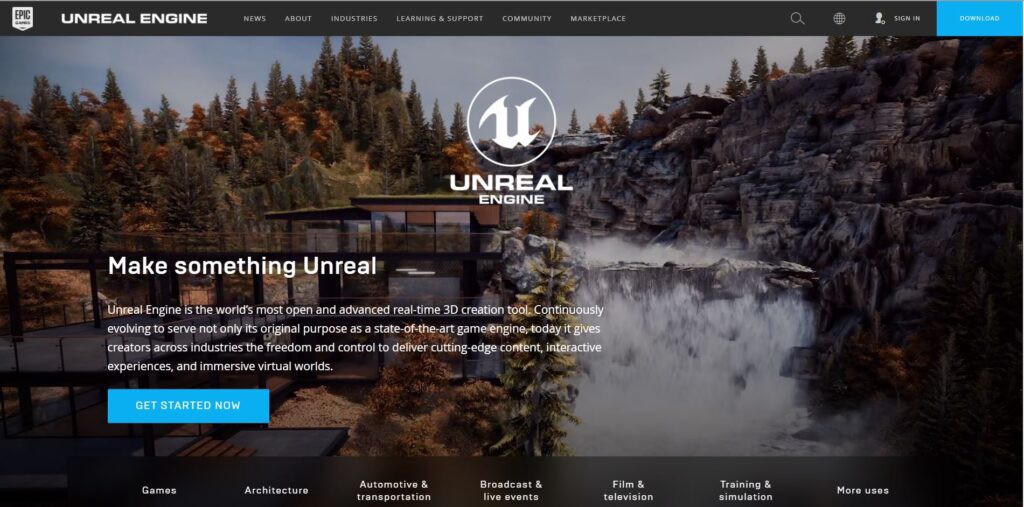 EPIC
GAMES
UNREAL ENGINE
NEWS
ABOUT
INDUSTRIES
LEARNING & SUPPORT
COMMUNITY
MARKETPLACE
SIGN IN
DOWNLOAD
UNREAL
ENGINE
Make something Unreal
Unreal Engine is the world's most open and advanced real-time 3D creation tool. Continuously
evolving to serve not only its original purpose as a state-of-the-art game engine, today it gives
creators across industries the freedom and control to deliver cutting-edge content, interactive
experiences, and immersive virtual worlds.
GET STARTED NOW
Games
Architecture
Automotive &
transportation
Broadcast &
live events
Film &
television
Training &
simulation
More uses